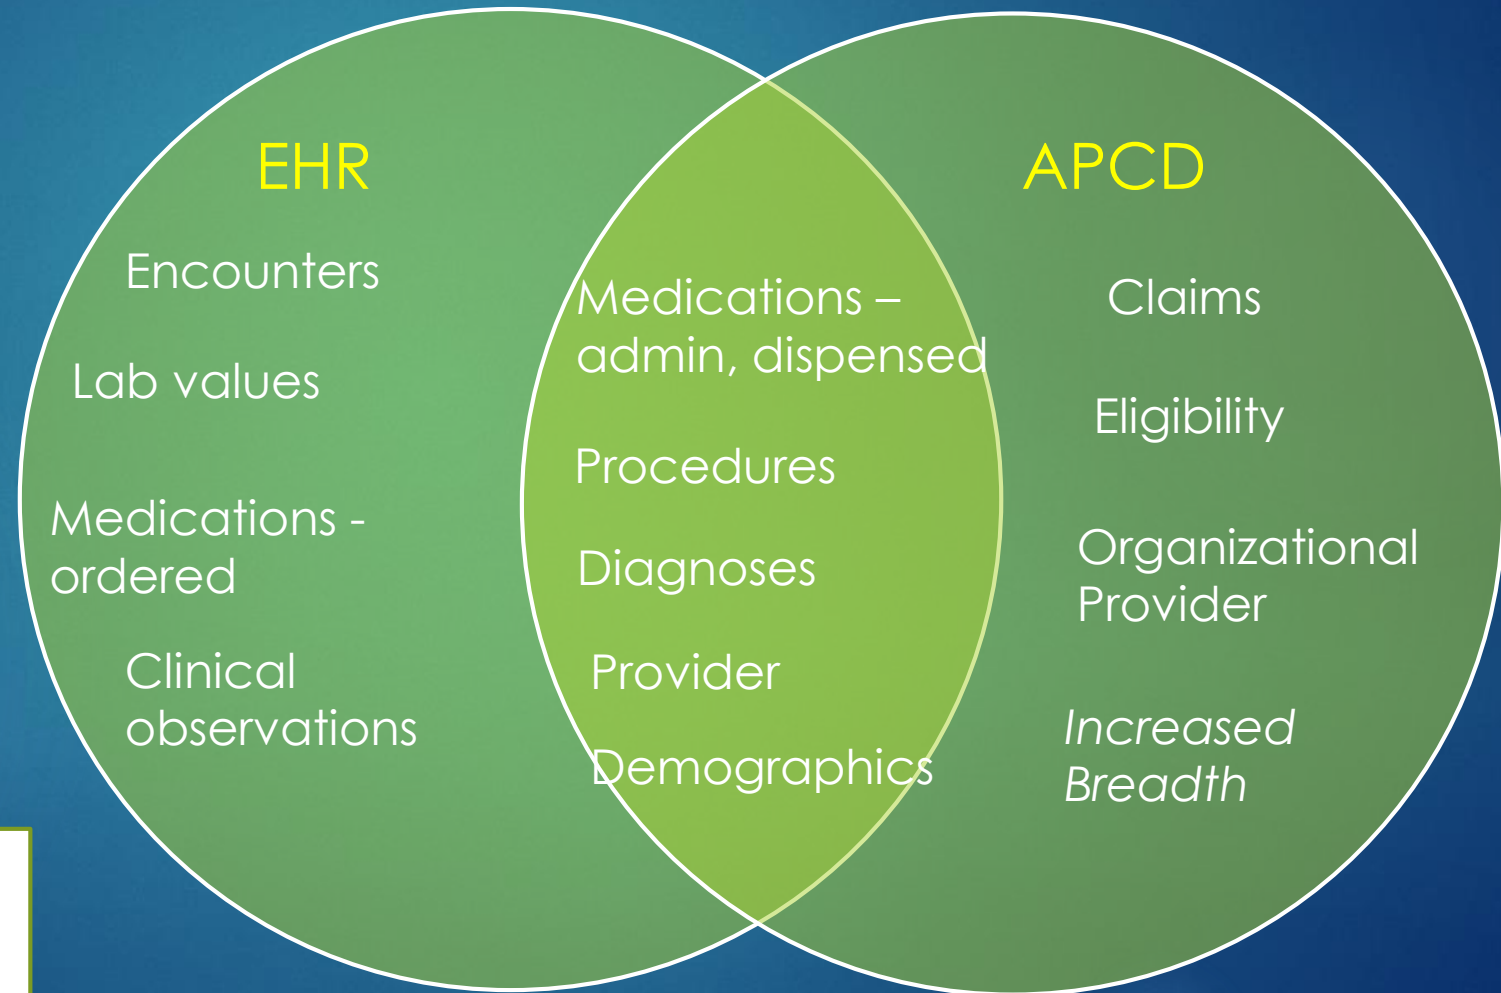 EHR
Encounters
Lab values
Medications -
ordered
Clinical
observations
Medications –
admin, dispensed
Procedures
Diagnoses
Provider
Demographics
APCD
Claims
Eligibility
Organizational
Provider
Increased
Breadth